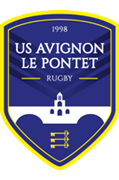 1998
US AVIGNON
LE PONTET
RUGBY